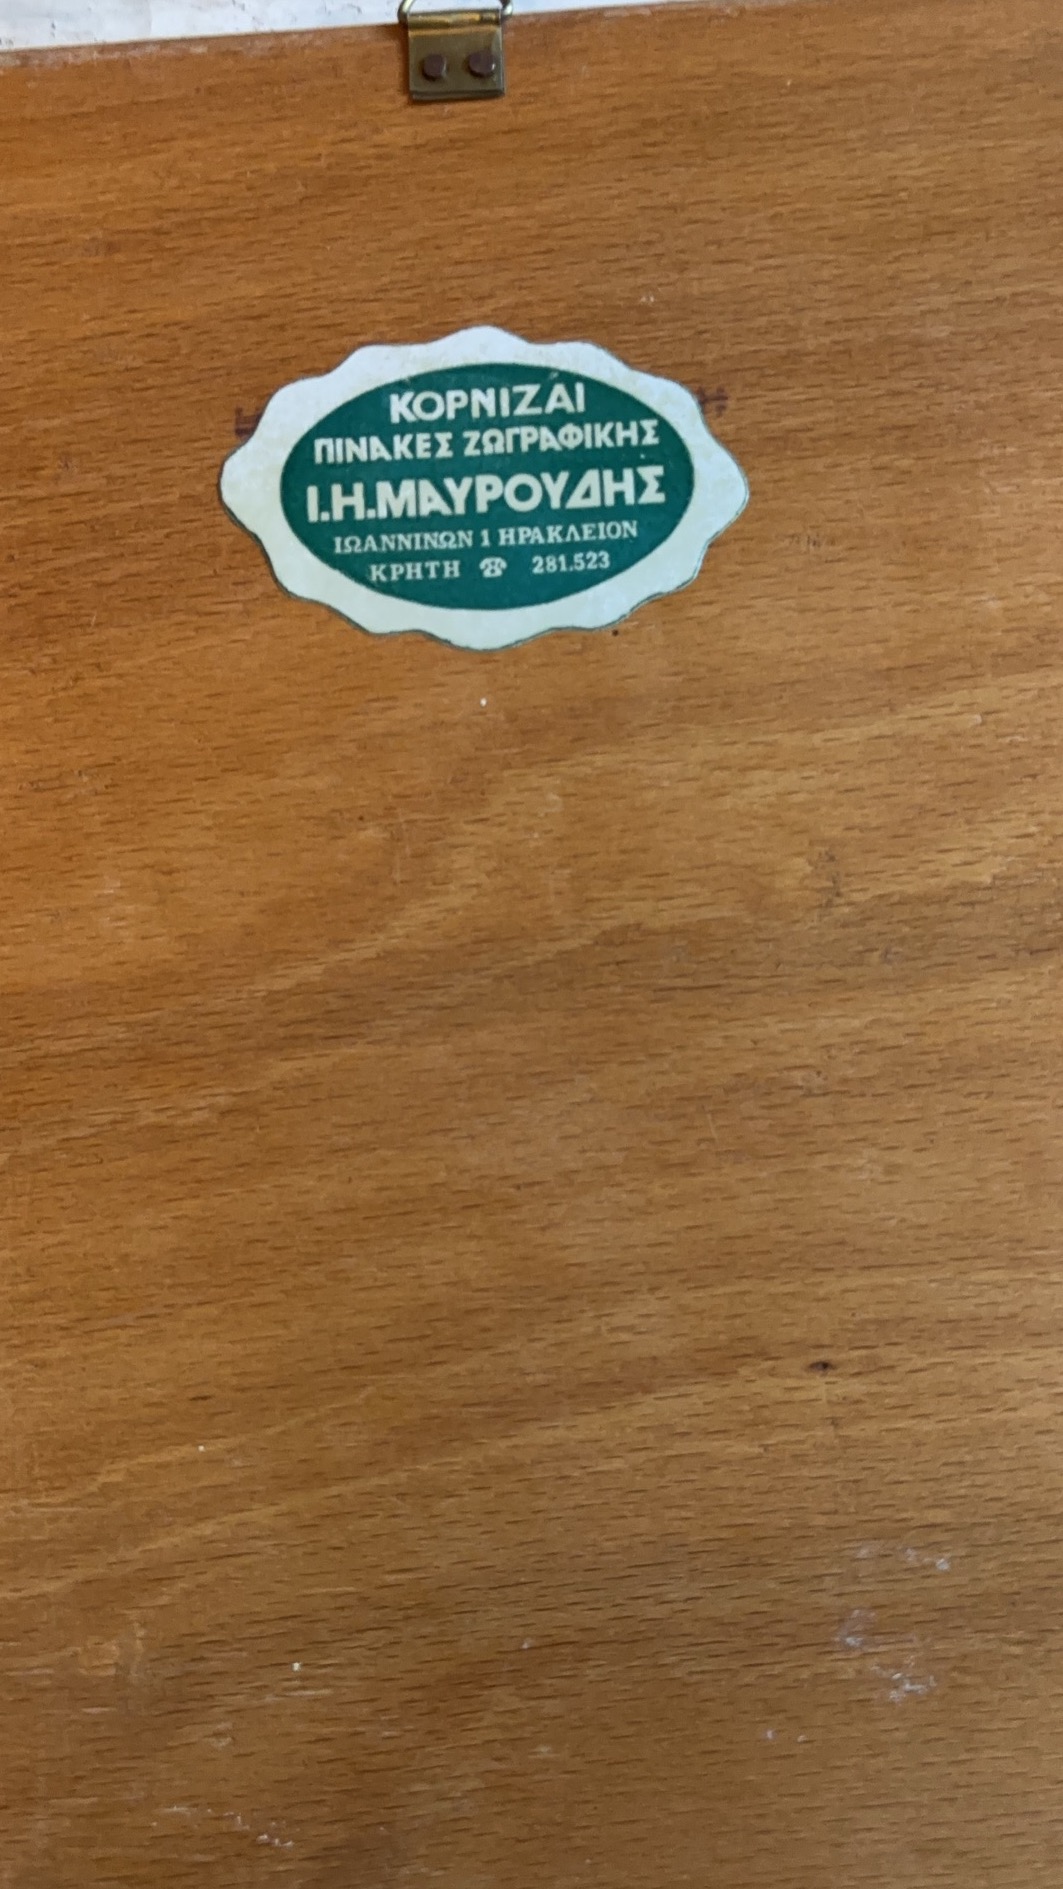 ΚΟΡΝΙΖΑΙ
ΠΙΝΑΚΕΣ ΖΩΓΡΑΦΙΚΗΣ
Ι.Η.ΜΑΥΡΟΥΔΗΣ
ΙΩΑΝΝΙΝΩΝ 1 ΗΡΑΚΛΕΙΟΝ
ΚΡΗΤΗ ☎ 281.523